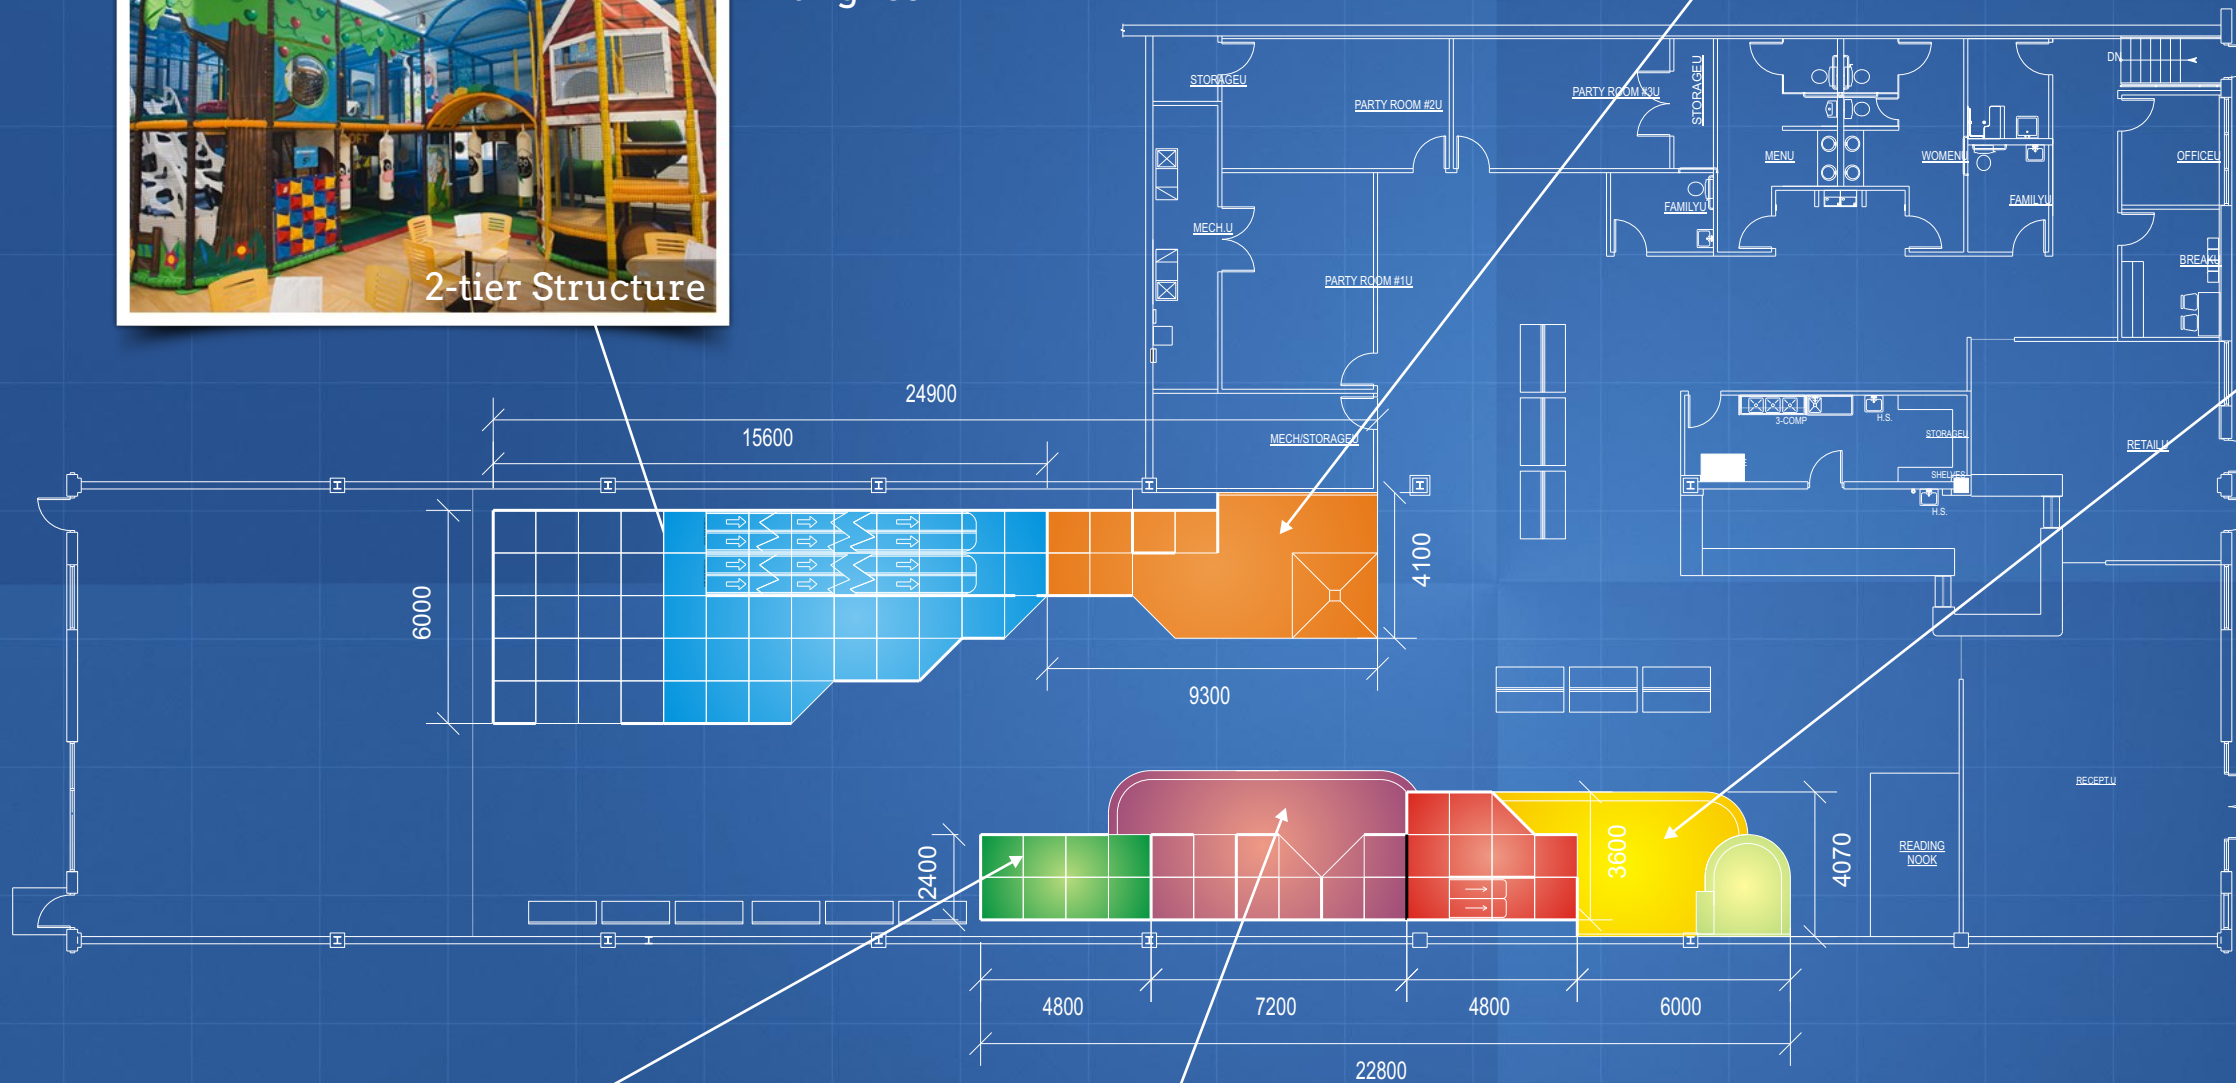 2-tier Structure
STORAGEU
PARTY ROOM #2U
PARTY ROOM #3U
STORAGEU
DN
MENU
WOMENU
OFFICEU
FAMILYU
FAMILYU
MECH.U
BREAKU
PARTY ROOM #1U
24900
15600
MECH/STORAGEU
3-COMP
H.S.
STORAGEU
RETAILU
SHELVES
H.S.
6000
4100
9300
RECEPT.U
2400
3600
4070
READING
NOOK
4800
7200
4800
6000
22800